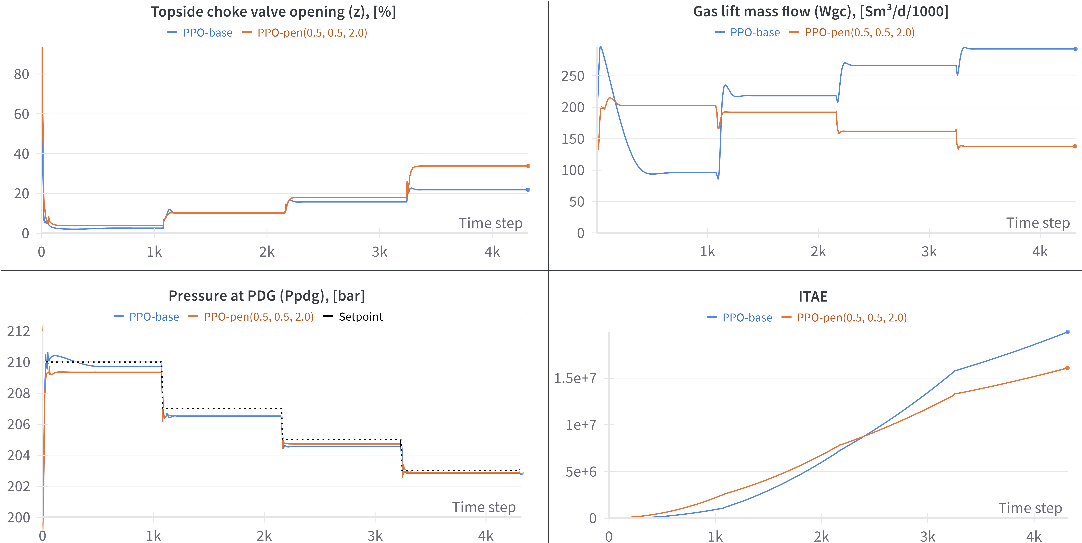 Topside choke valve opening (z), [%]
PPO-base PPO-pen(0.5, 0.5, 2.0)
80
60
40
20
0
Time step
0 1k 2k 3k 4k
Gas lift mass flow (Wgc), [Sm³/d/1000]
PPO-base PPO-pen(0.5, 0.5, 2.0)
250
200
150
100
50
0
Time step
1k 2k 3k 4k
Pressure at PDG (Ppdg), [bar]
PPO-base PPO-pen(0.5, 0.5, 2.0) Setpoint
212
210
208
206
204
202
200
Time step
0 1k 2k 3k 4k
ITAE
PPO-base PPO-pen(0.5, 0.5, 2.0)
1.5e+7
1e+7
5e+6
0
Time step
0 1k 2k 3k 4k